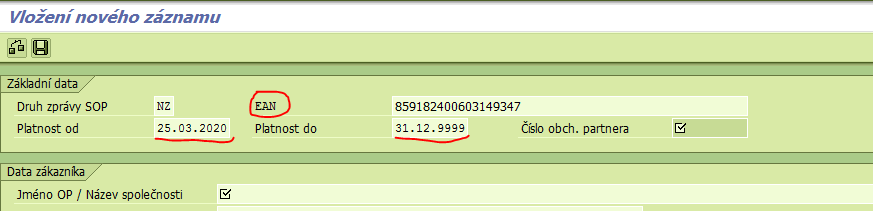 Vložení nového záznamu
Základní data
Druh zprávy SOP NZ EAN 859182400603149347
Platnost od 25.03.2020 Platnost do 31.12.9999 Číslo obch. partnera
Data zákazníka
Jméno OP / Název společnosti